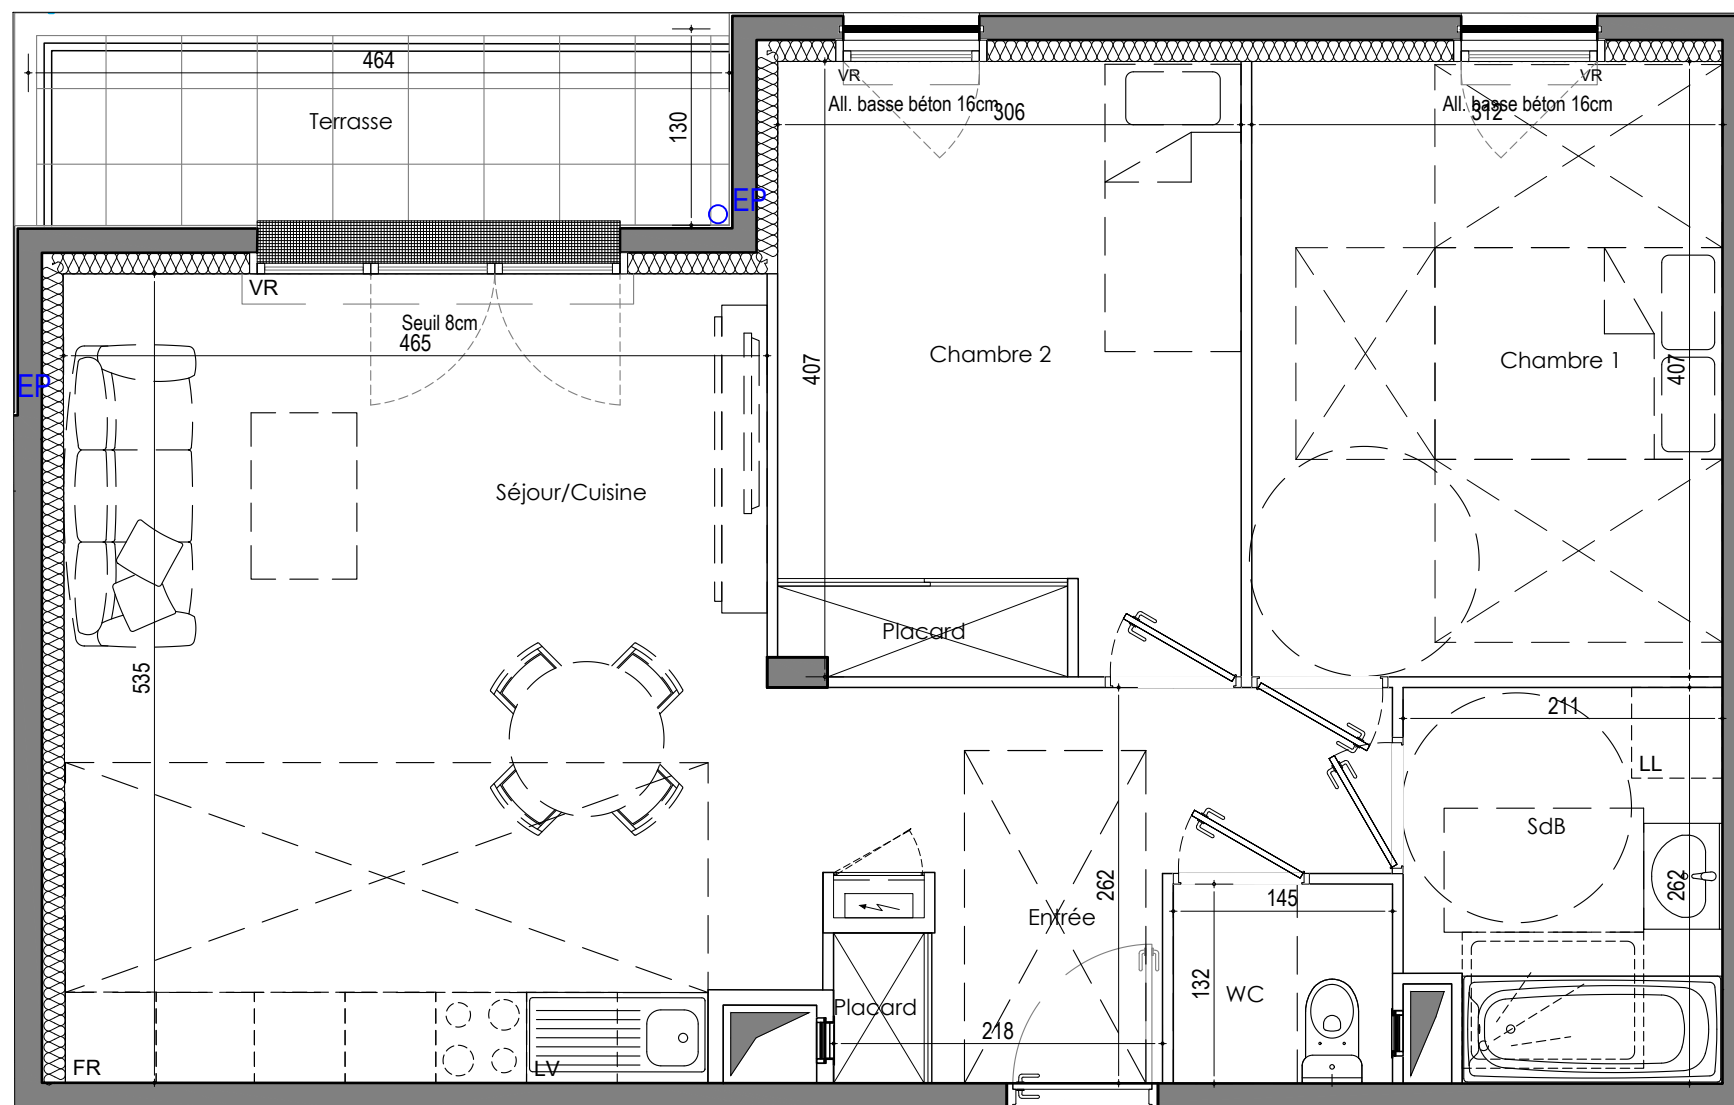 464
Terrasse
130
EP
VR
All. basse béton 16cm
306
VR
All. basse béton 16cm
312
VR
Seuil 8cm
465
EP
407
Chambre 2
Chambre 1
407
Séjour/Cuisine
535
Placard
211
LL
SdB
262
262
Entrée
145
132
WC
Placard
218
FR
LV